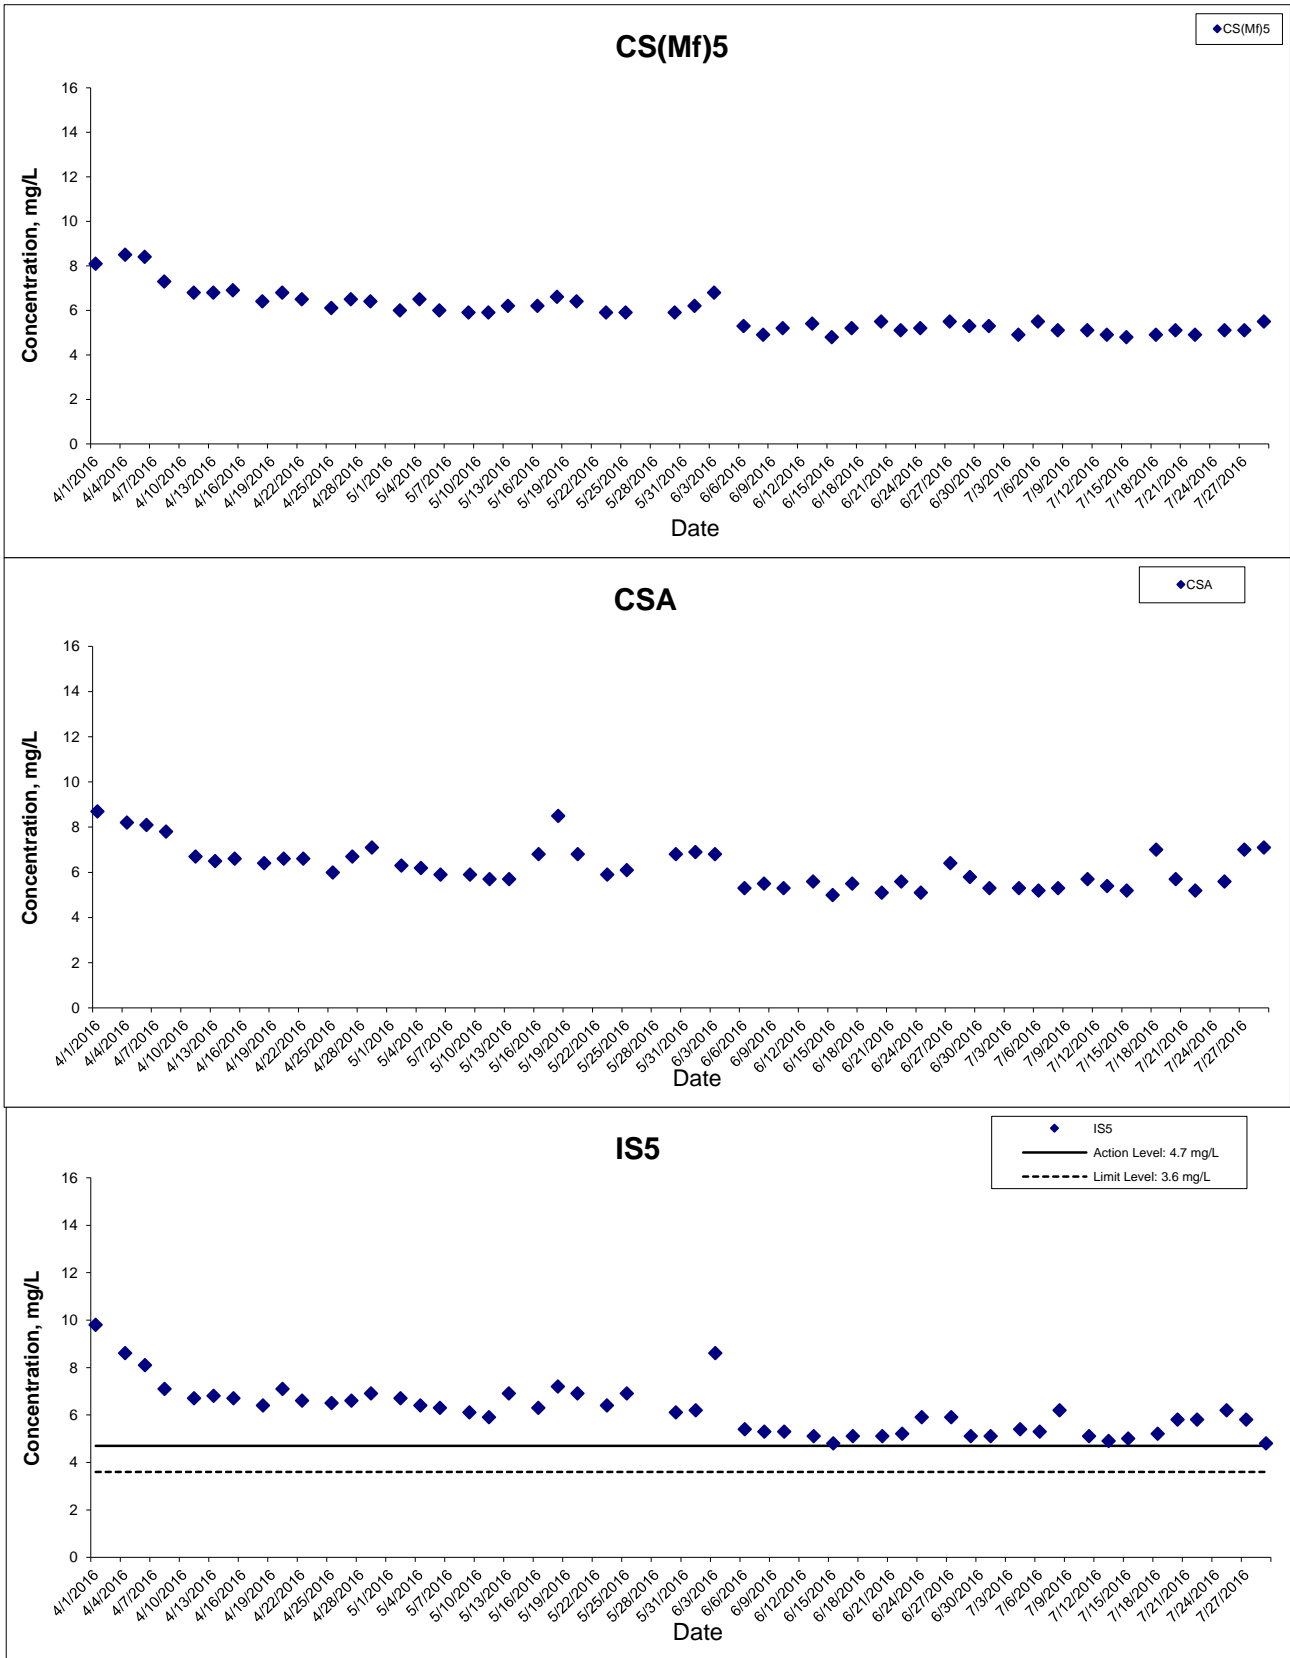 CS(Mf)5
CS(Mf)5
Concentration, mg/L
16
14
12
10
8
6
4
2
0
4/1/2016 4/4/2016 4/7/2016 4/10/2016 4/13/2016 4/16/2016 4/19/2016 4/22/2016 4/25/2016 4/28/2016 5/1/2016 5/4/2016 5/7/2016 5/10/2016 5/13/2016 5/16/2016 5/19/2016 5/22/2016 5/25/2016 5/28/2016 5/31/2016 6/3/2016 6/6/2016 6/9/2016 6/12/2016 6/15/2016 6/18/2016 6/21/2016 6/24/2016 6/27/2016 6/30/2016 7/3/2016 7/6/2016 7/9/2016 7/12/2016 7/15/2016 7/18/2016 7/21/2016 7/24/2016 7/27/2016
Date
CSA
CSA
Concentration, mg/L
16
14
12
10
8
6
4
2
0
4/1/2016 4/4/2016 4/7/2016 4/10/2016 4/13/2016 4/16/2016 4/19/2016 4/22/2016 4/25/2016 4/28/2016 5/1/2016 5/4/2016 5/7/2016 5/10/2016 5/13/2016 5/16/2016 5/19/2016 5/22/2016 5/25/2016 5/28/2016 5/31/2016 6/3/2016 6/6/2016 6/9/2016 6/12/2016 6/15/2016 6/18/2016 6/21/2016 6/24/2016 6/27/2016 6/30/2016 7/3/2016 7/6/2016 7/9/2016 7/12/2016 7/15/2016 7/18/2016 7/21/2016 7/24/2016 7/27/2016
Date
IS5
IS5
Action Level: 4.7 mg/L
Limit Level: 3.6 mg/L
Concentration, mg/L
16
14
12
10
8
6
4
2
0
4/1/2016 4/4/2016 4/7/2016 4/10/2016 4/13/2016 4/16/2016 4/19/2016 4/22/2016 4/25/2016 4/28/2016 5/1/2016 5/4/2016 5/7/2016 5/10/2016 5/13/2016 5/16/2016 5/19/2016 5/22/2016 5/25/2016 5/28/2016 5/31/2016 6/3/2016 6/6/2016 6/9/2016 6/12/2016 6/15/2016 6/18/2016 6/21/2016 6/24/2016 6/27/2016 6/30/2016 7/3/2016 7/6/2016 7/9/2016 7/12/2016 7/15/2016 7/18/2016 7/21/2016 7/24/2016 7/27/2016
Date